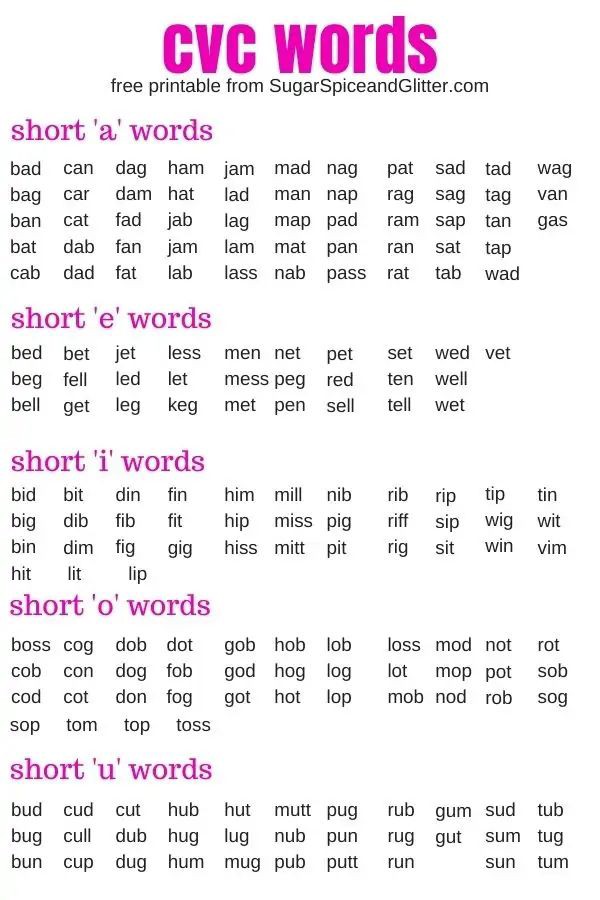 cvc words
free printable from SugarSpiceandGlitter.com
short 'a' words
bad can dag ham jam mad nag pat sad tad wag
bag car dam hat lad man nap rag sag tag van
ban cat fad jab lag map pad ram sap tan gas
bat dab fan jam lam mat pan ran sat tap
cab dad fat lab lass nab pass rat tab wad
short 'e' words
bed bet jet less men net pet set wed vet
beg fell led let mess peg red ten well
bell get leg keg met pen sell tell wet
short 'i' words
bid bit din fin him mill nib rib rip tip tin
big dib fib fit hip miss pig riff sip wig wit
bin dim fig gig hiss mitt pit rig sit win vim
hit lit lip
short 'o' words
boss cog dob dot gob hob lob loss mod not rot
cob con dog fob god hog log lot mop pot sob
cod cot don fog got hot lop mob nod rob sog
sop tom top toss
short 'u' words
bud cud cut hub hut mutt pug rub gum sud tub
bug cull dub hug lug nub pun rug gut sum tug
bun cup dug hum mug pub putt run sun tum